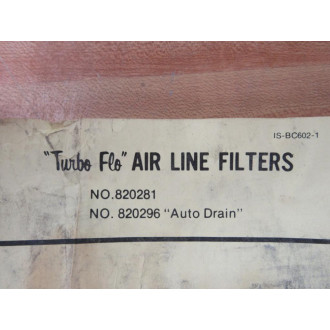 IS-BC602-1
"Turbo Flo" AIR LINE FILTERS
NO.820281
NO. 820296 "Auto Drain"